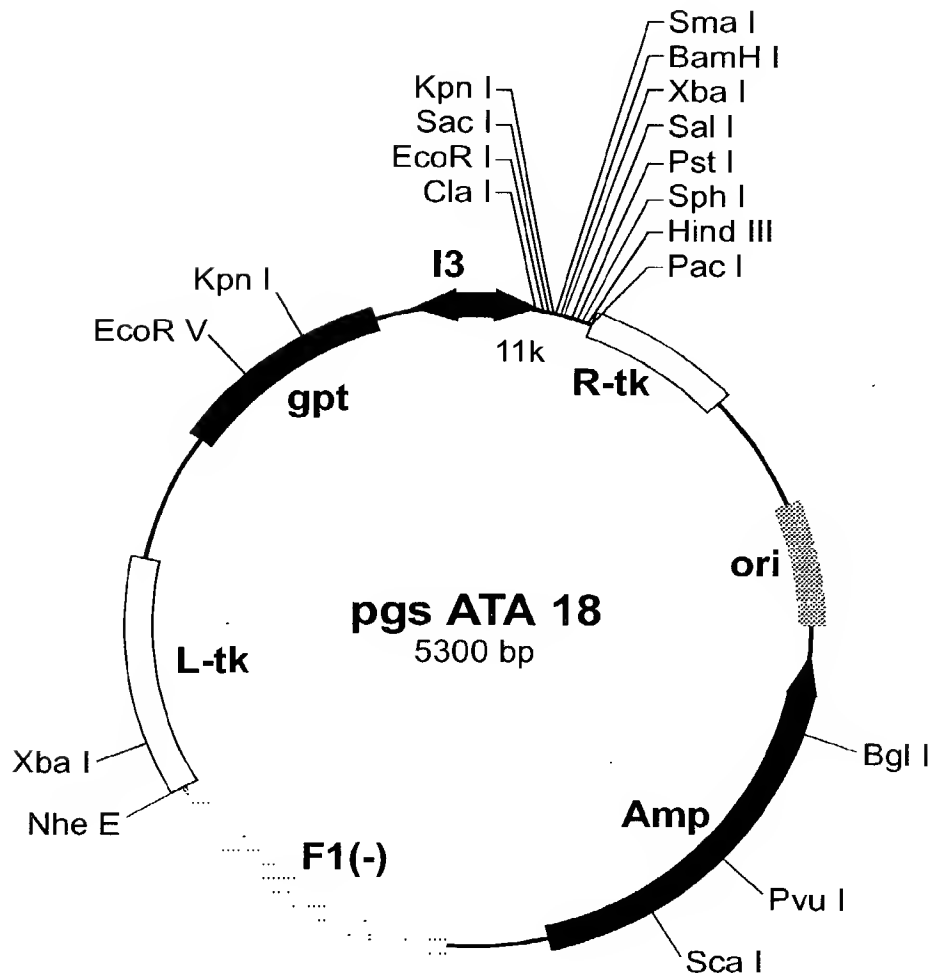 Sma I
BamH I
Xba I
Sal I
Pst I
Sph I
Hind III
Pac I
Kpn I
Sac I
EcoR I
Cla I
I3
11k
R-tk
Kpn I
EcoR V
gpt
ori
pgs ATA 18
5300 bp
L-tk
Xba I
Nhe E
F1(-)
Amp
Bgl I
Pvu I
Sca I